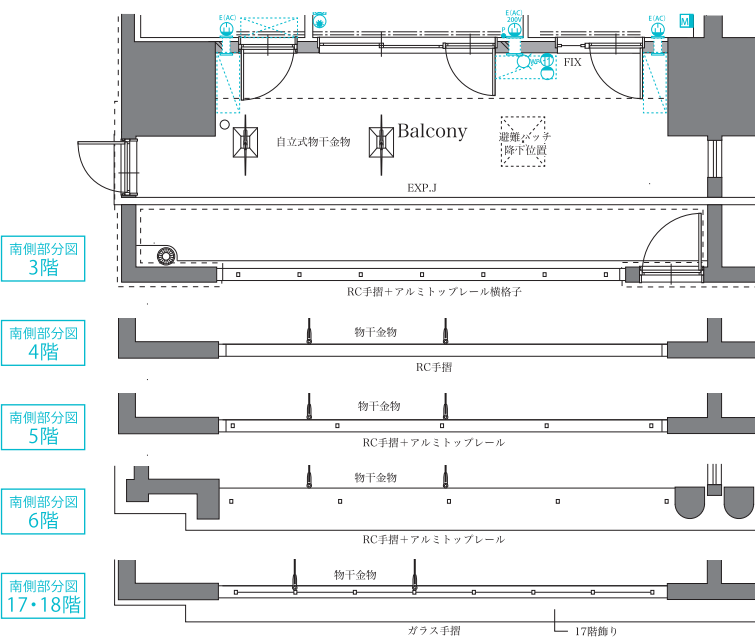 E(AC)
E(AC)
200V
E(AC)
M
P
FIX
自立式物干金物
Balcony
避難ハッチ
降下位置
EXP.J
南側部分図
3階
RC手摺＋アルミトップレール横格子
南側部分図
4階
物干金物
RC手摺
南側部分図
5階
物干金物
RC手摺＋アルミトップレール
南側部分図
6階
物干金物
RC手摺＋アルミトップレール
南側部分図
17・18階
物干金物
ガラス手摺
17階飾り